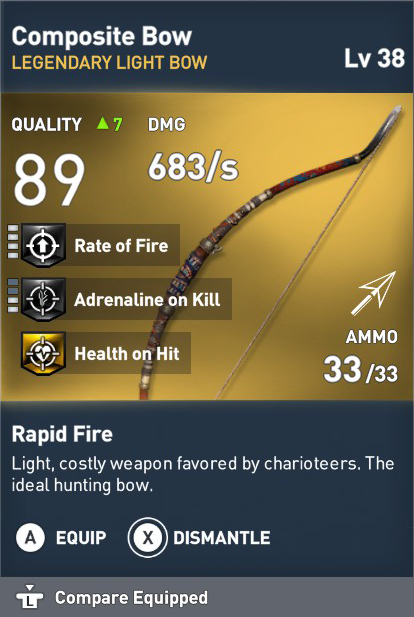 Composite Bow
LEGENDARY LIGHT BOW
Lv 38
QUALITY ▲7 DMG
89 683/s
Rate of Fire
Adrenaline on Kill
Health on Hit
AMMO
33/33
Rapid Fire
Light, costly weapon favored by charioteers. The
ideal hunting bow.
A EQUIP X DISMANTLE
L Compare Equipped